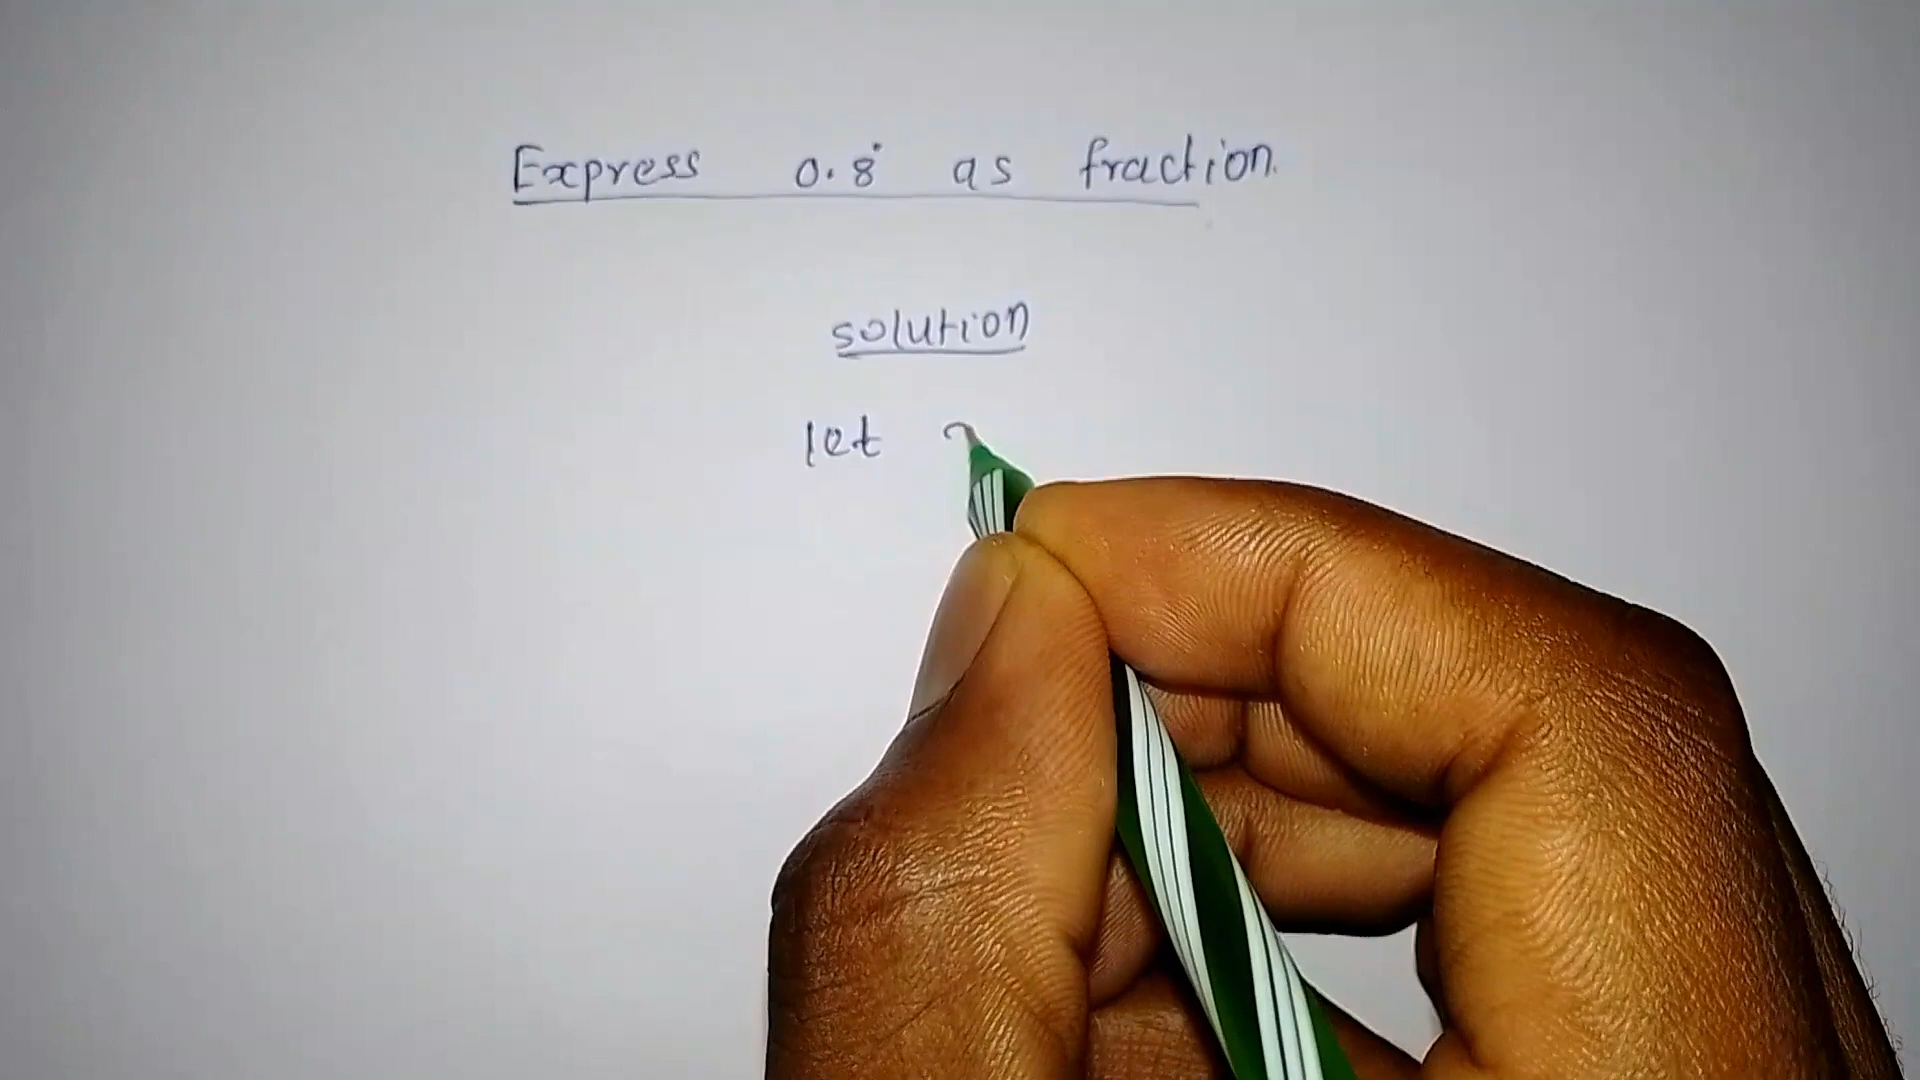 Express 0.8̇ as fraction.
solution
let